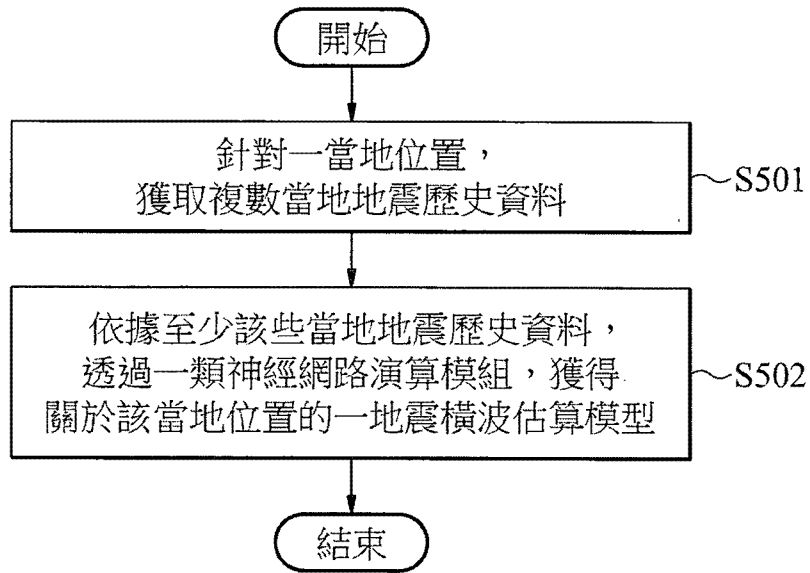 開始
針對一當地位置，
獲取複數當地地震歷史資料
S501
依據至少該些當地地震歷史資料，
透過一類神經網路演算模組，獲得
關於該當地位置的一地震橫波估算模型
S502
結束